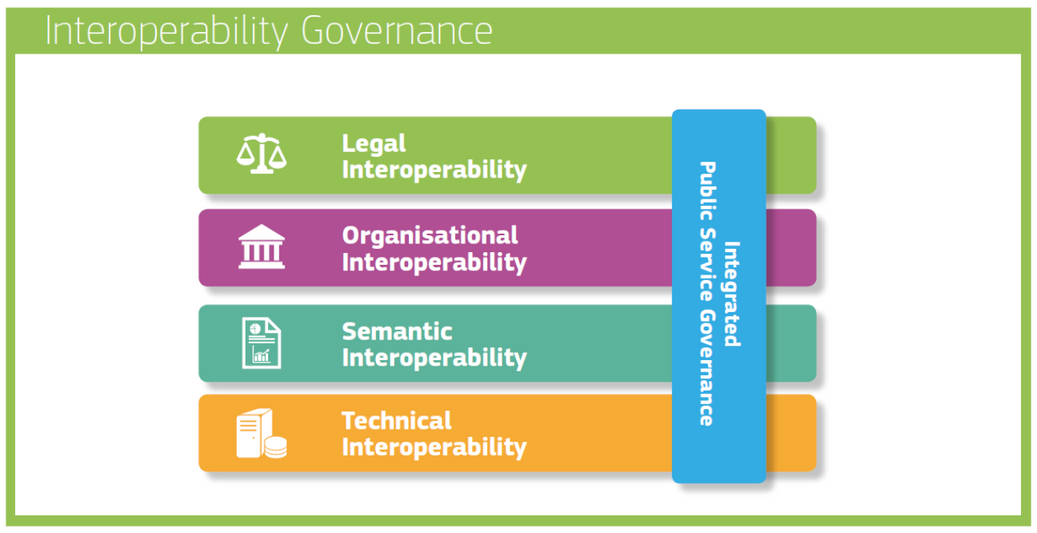 Interoperability Governance
Legal
Interoperability
Organisational
Interoperability
Semantic
Interoperability
Technical
Interoperability
Integrated
Public Service Governance